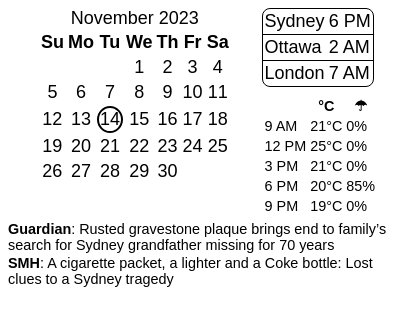 November 2023
Su Mo Tu We Th Fr Sa
1 2 3 4
5 6 7 8 9 10 11
12 13 14 15 16 17 18
19 20 21 22 23 24 25
26 27 28 29 30
Sydney 6 PM
Ottawa 2 AM
London 7 AM
°C ☂
9 AM 21°C 0%
12 PM 25°C 0%
3 PM 21°C 0%
6 PM 20°C 85%
9 PM 19°C 0%
Guardian: Rusted gravestone plaque brings end to family’s
search for Sydney grandfather missing for 70 years
SMH: A cigarette packet, a lighter and a Coke bottle: Lost
clues to a Sydney tragedy